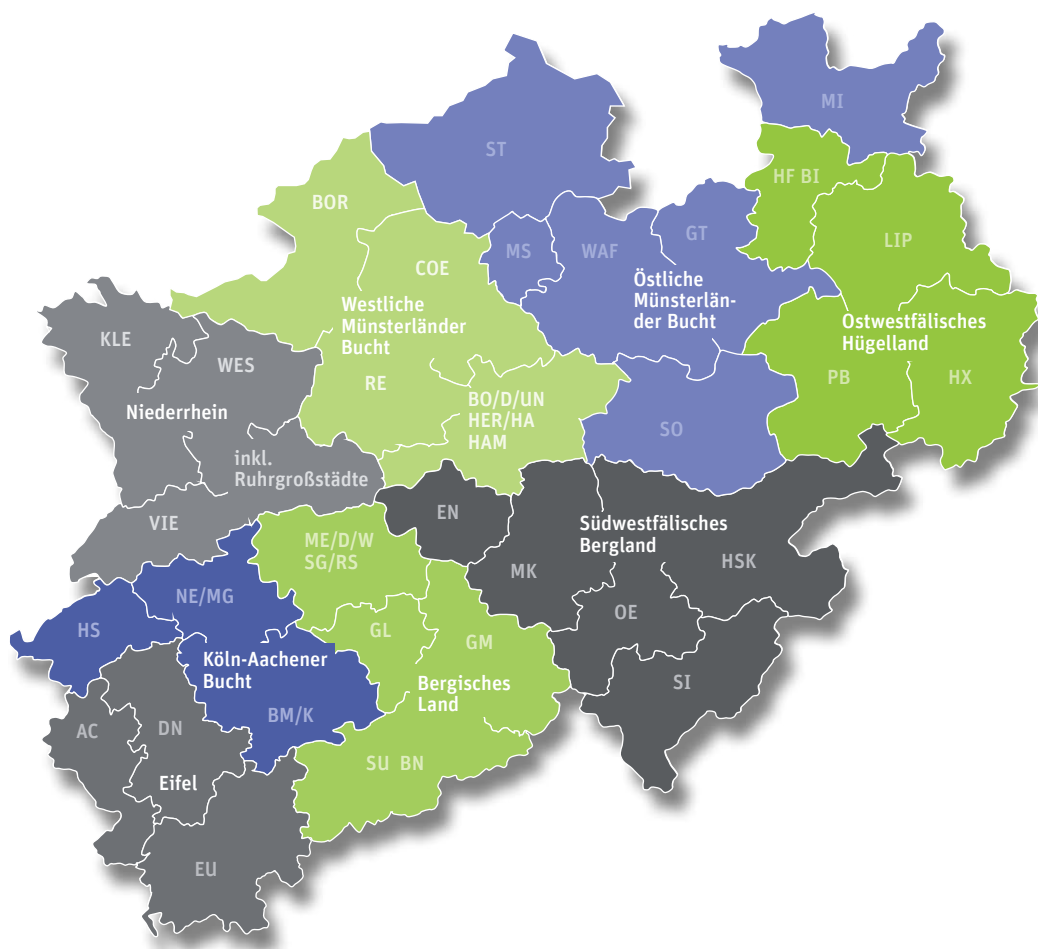 MI
ST
HF BI
BOR
GT
LIP
MS
WAF
COE
Östliche
Münsterlän-
der Bucht
Westliche
Münsterländer
Bucht
Ostwestfälisches
Hügelland
KLE
WES
RE
PB
HX
BO/D/UN
HER/HA
HAM
Niederrhein
SO
inkl.
Ruhrgroßstädte
EN
VIE
Südwestfälisches
Bergland
ME/D/W
SG/RS
HSK
MK
NE/MG
OE
HS
GL
GM
Köln-Aachener
Bucht
Bergisches
Land
SI
BM/K
AC
DN
SU BN
Eifel
EU